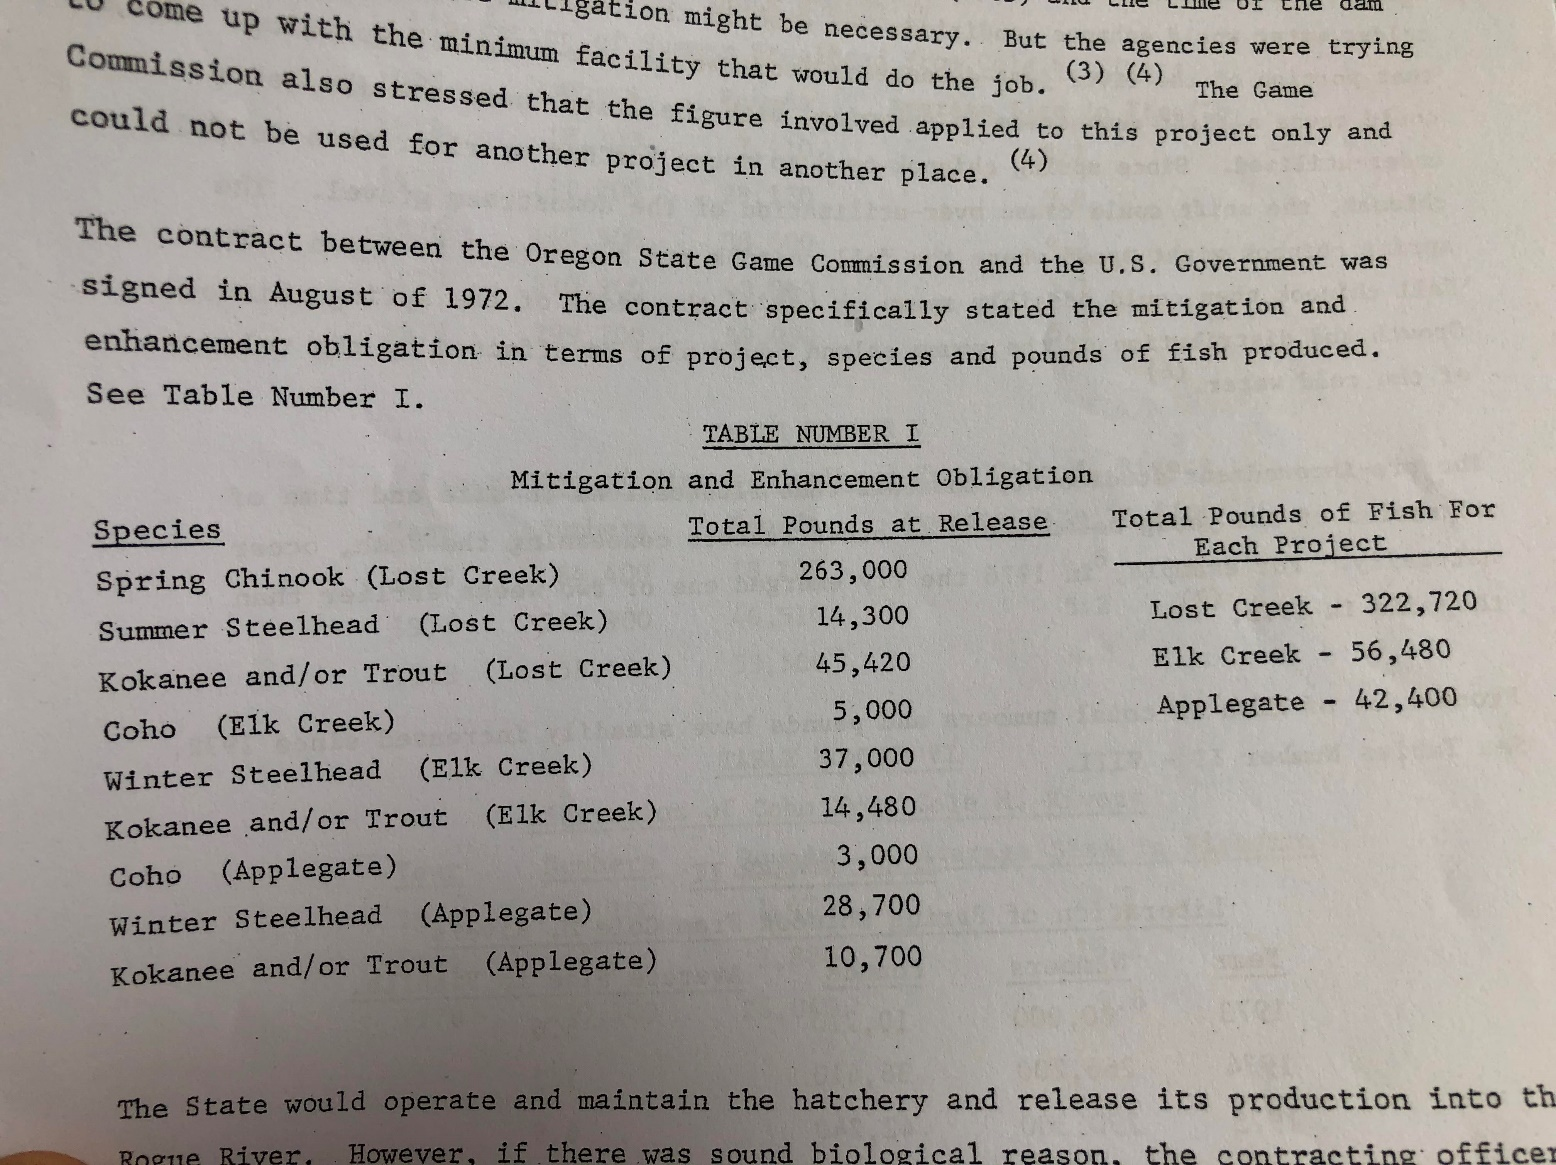 mitigation might be necessary. But the agencies were trying
to come up with the minimum facility that would do the job. (3) (4) The Game
Commission also stressed that the figure involved applied to this project only and
could not be used for another project in another place. (4)
The contract between the Oregon State Game Commission and the U.S. Government was
signed in August of 1972. The contract specifically stated the mitigation and
enhancement obligation in terms of project, species and pounds of fish produced.
See Table Number I.
TABLE NUMBER I
Mitigation and Enhancement Obligation
Species Total Pounds at Release Total Pounds of Fish For
Each Project
Spring Chinook (Lost Creek) 263,000
Summer Steelhead (Lost Creek) 14,300 Lost Creek - 322,720
Kokanee and/or Trout (Lost Creek) 45,420 Elk Creek - 56,480
Coho (Elk Creek) 5,000 Applegate - 42,400
Winter Steelhead (Elk Creek) 37,000
Kokanee and/or Trout (Elk Creek) 14,480
Coho (Applegate) 3,000
Winter Steelhead (Applegate) 28,700
Kokanee and/or Trout (Applegate) 10,700
The State would operate and maintain the hatchery and release its production into th
Rogue River. However, if there was sound biological reason, the contracting officer